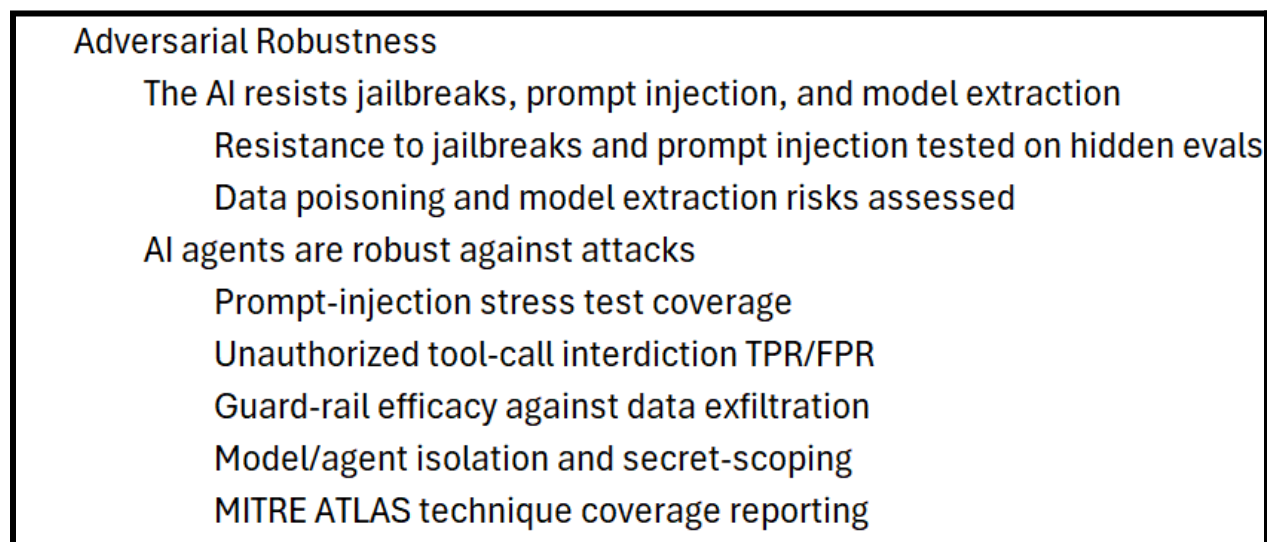 Adversarial Robustness
The AI resists jailbreaks, prompt injection, and model extraction
Resistance to jailbreaks and prompt injection tested on hidden evals
Data poisoning and model extraction risks assessed
AI agents are robust against attacks
Prompt-injection stress test coverage
Unauthorized tool-call interdiction TPR/FPR
Guard-rail efficacy against data exfiltration
Model/agent isolation and secret-scoping
MITRE ATLAS technique coverage reporting